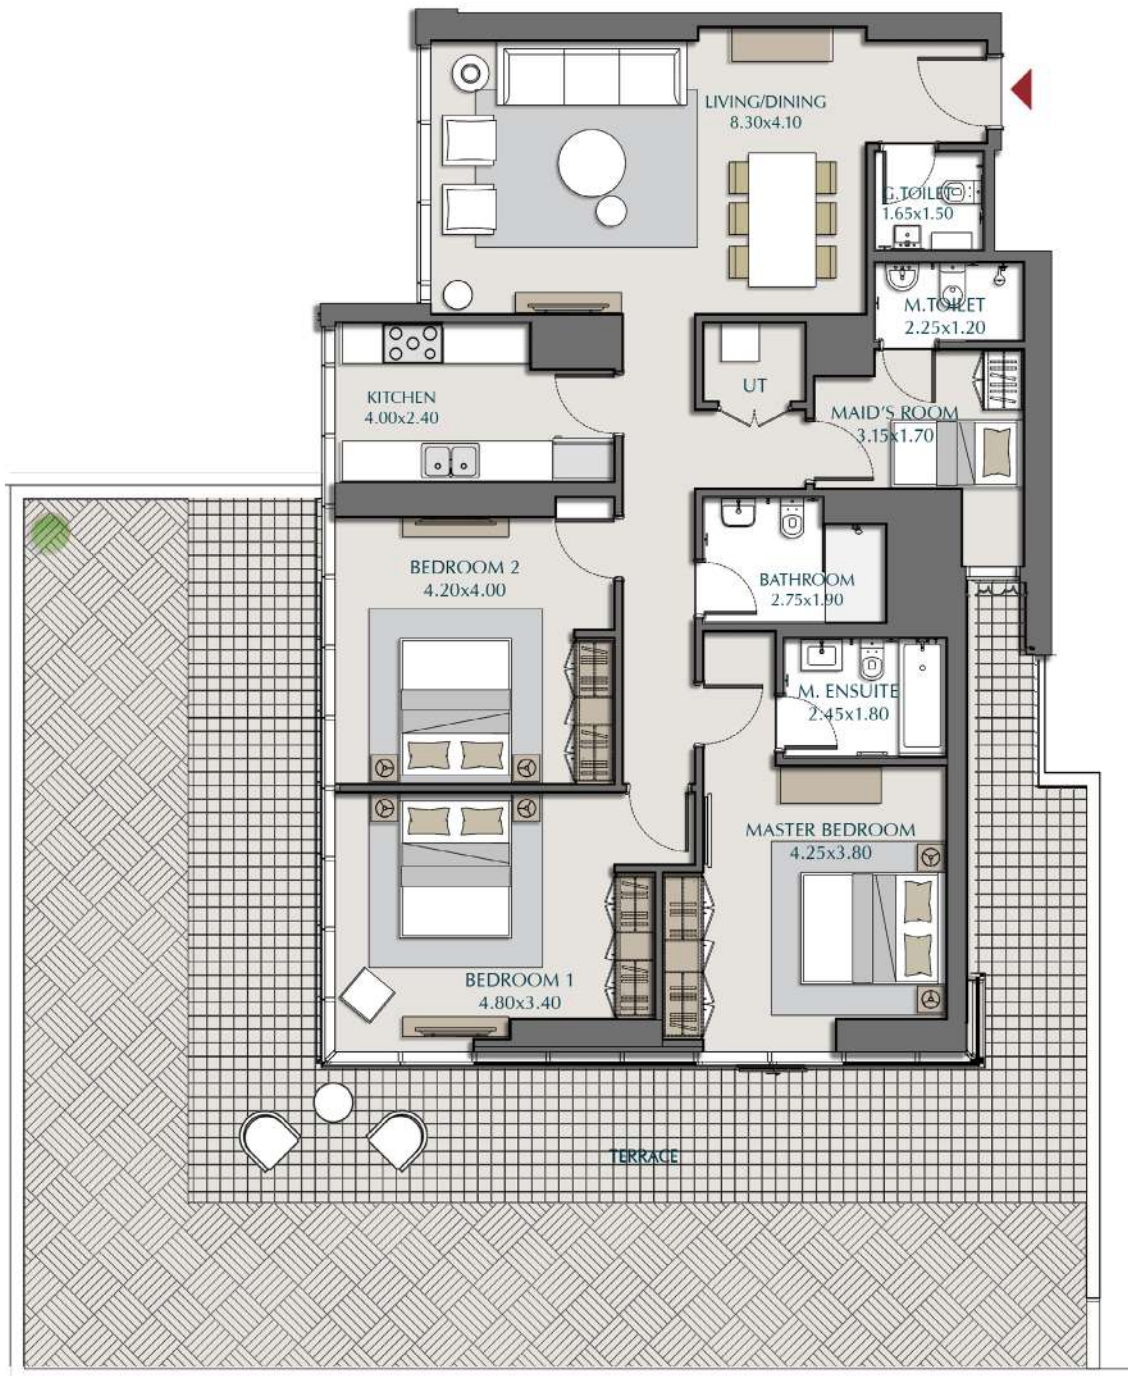 LIVING/DINING
8.30x4.10
G.TOILET
1.65x1.50
M.TOILET
2.25x1.20
UT
KITCHEN
4.00x2.40
MAID'S ROOM
3.15x1.70
BEDROOM 2
4.20x4.00
BATHROOM
2.75x1.90
M. ENSUITE
2.45x1.80
MASTER BEDROOM
4.25x3.80
BEDROOM 1
4.80x3.40
TERRACE